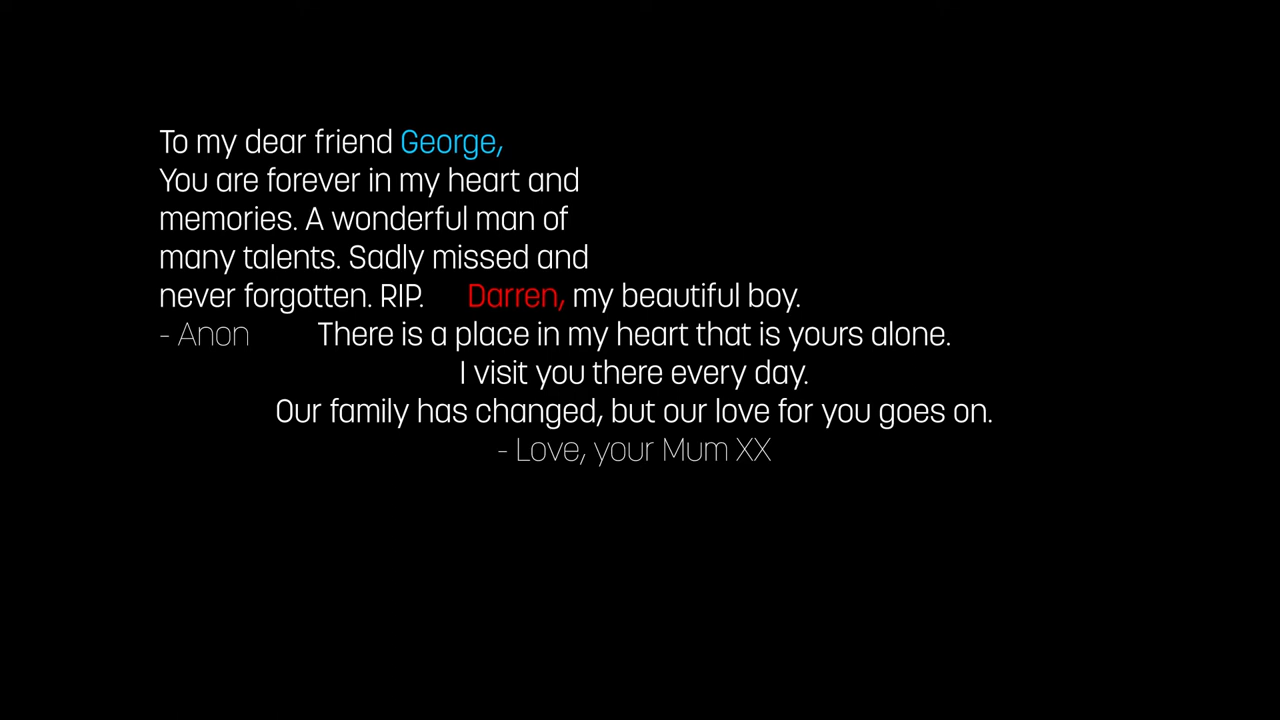 To my dear friend George,
You are forever in my heart and
memories. A wonderful man of
many talents. Sadly missed and
never forgotten. RIP.
- Anon
Darren, my beautiful boy.
There is a place in my heart that is yours alone.
I visit you there every day.
Our family has changed, but our love for you goes on.
- Love, your Mum XX